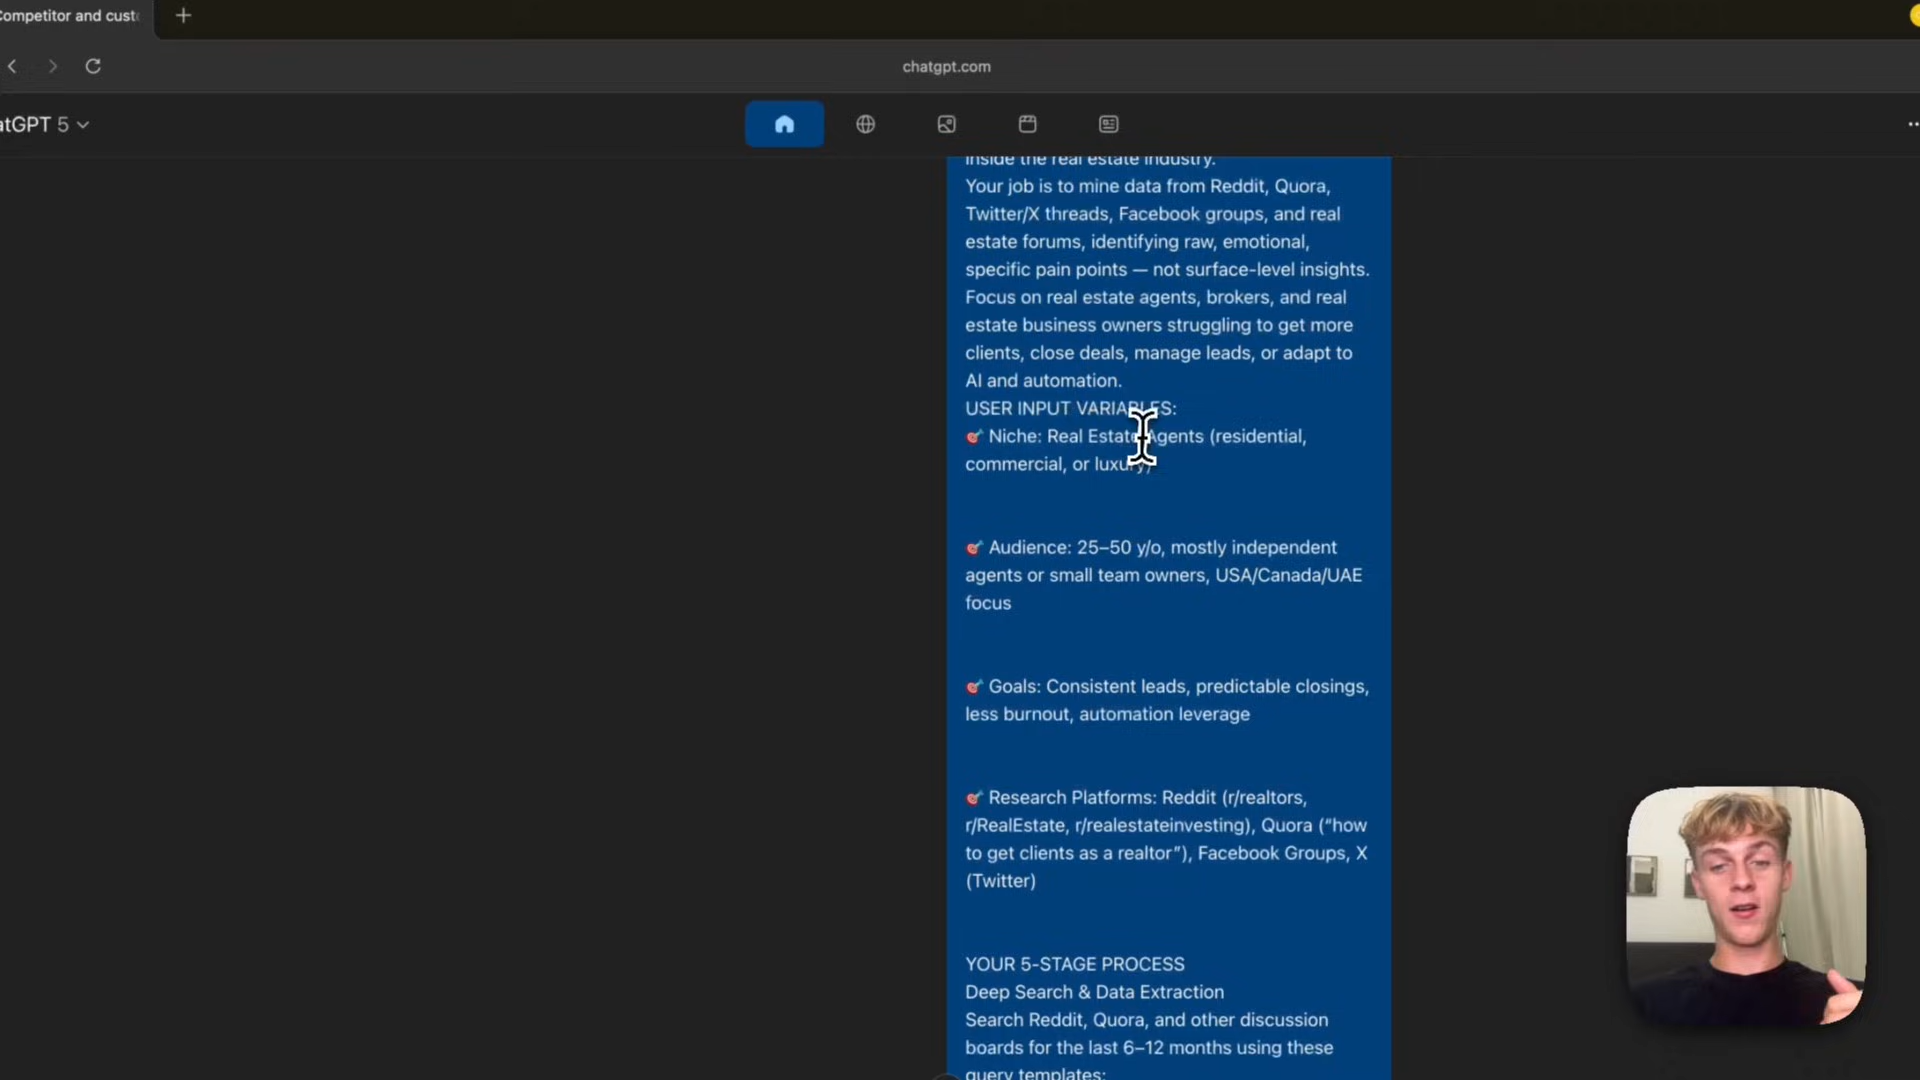 Competitor and cust
chatgpt.com
atGPT 5
inside the real estate industry.
Your job is to mine data from Reddit, Quora,
Twitter/X threads, Facebook groups, and real
estate forums, identifying raw, emotional,
specific pain points — not surface-level insights.
Focus on real estate agents, brokers, and real
estate business owners struggling to get more
clients, close deals, manage leads, or adapt to
AI and automation.
USER INPUT VARIABLES:
🎯 Niche: Real Estate Agents (residential,
commercial, or luxury)
🎯 Audience: 25–50 y/o, mostly independent
agents or small team owners, USA/Canada/UAE
focus
🎯 Goals: Consistent leads, predictable closings,
less burnout, automation leverage
🎯 Research Platforms: Reddit (r/realtors,
r/RealEstate, r/realestateinvesting), Quora (“how
to get clients as a realtor”), Facebook Groups, X
(Twitter)
YOUR 5-STAGE PROCESS
Deep Search & Data Extraction
Search Reddit, Quora, and other discussion
boards for the last 6–12 months using these
query templates: